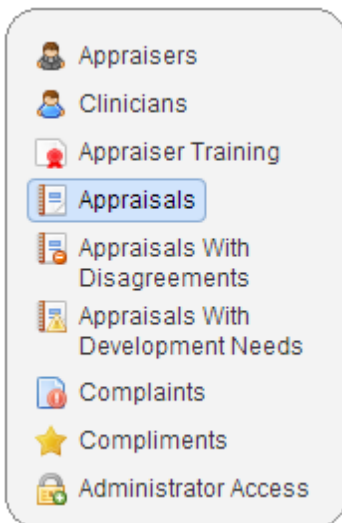 Appraisers
Clinicians
Appraiser Training
Appraisals
Appraisals With
Disagreements
Appraisals With
Development Needs
Complaints
Compliments
Administrator Access